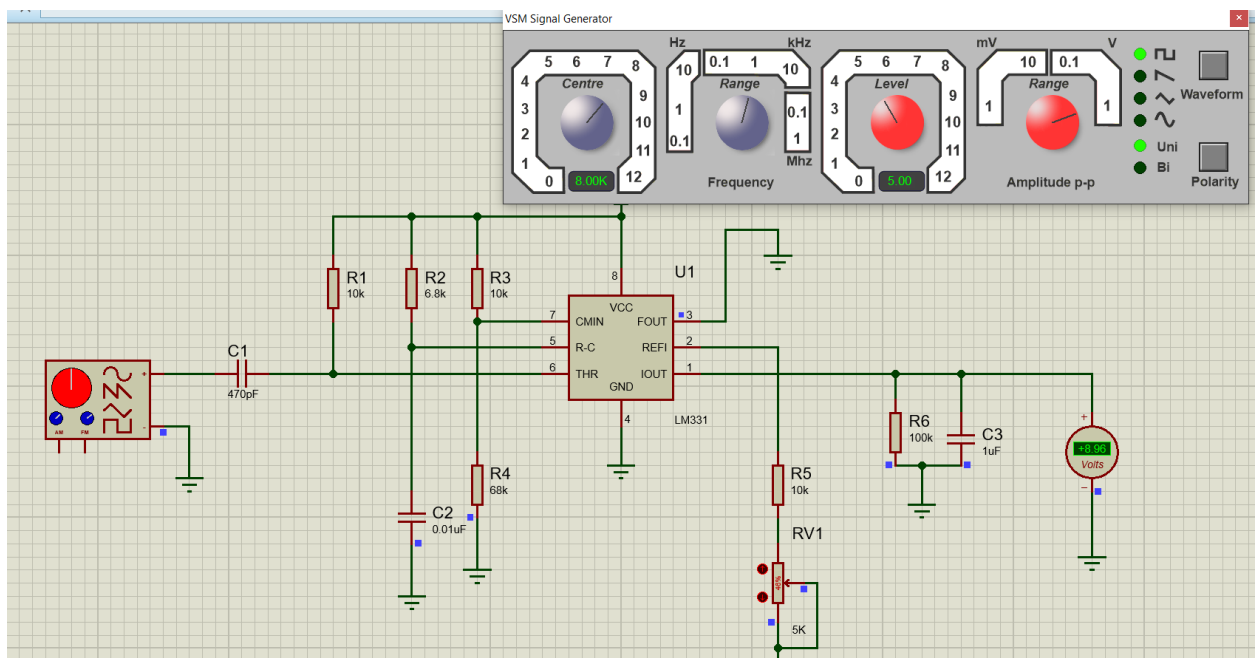 VSM Signal Generator
Hz kHz mV V
5 6 7 8 10 0.1 1 10 5 6 7 8 10 0.1
Centre Range Level Range
4 9 4 9
3 10 1 0.1 3 10 1 1
2 11 0.1 1 2 11
1 12 Mhz 1 12
0 8.00K 0 5.00
Frequency Amplitude p-p
Waveform
Uni
Bi
Polarity
R1
10k
R2
6.8k
R3
10k
U1
8
VCC
7 CMIN FOUT 3
5 R-C REFI 2
6 THR IOUT 1
GND
4
LM331
C1
470pF
+
-
AM FM
R4
68k
C2
0.01uF
R5
10k
RV1
46%
5K
R6
100k
C3
1uF
+
+8.96
Volts
−